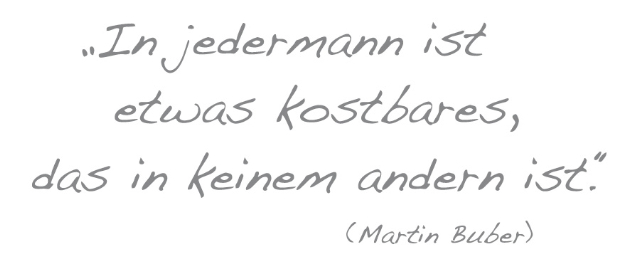 „In jedermann ist
etwas kostbares,
das in keinem andern ist.“
(Martin Buber)